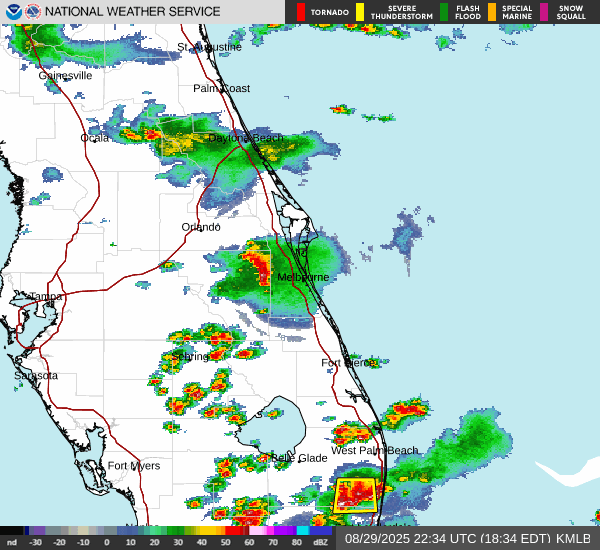 NATIONAL WEATHER SERVICE
TORNADO
SEVERE THUNDERSTORM
FLASH FLOOD
SPECIAL MARINE
SNOW SQUALL
St. Augustine
Gainesville
Palm Coast
Ocala
Daytona Beach
Orlando
Melbourne
Tampa
Sebring
Fort Pierce
Sarasota
West Palm Beach
Belle Glade
Fort Myers
nd -30 -20 -10 0 10 20 30 40 50 60 70 80 dBZ
08/29/2025 22:34 UTC (18:34 EDT) KMLB